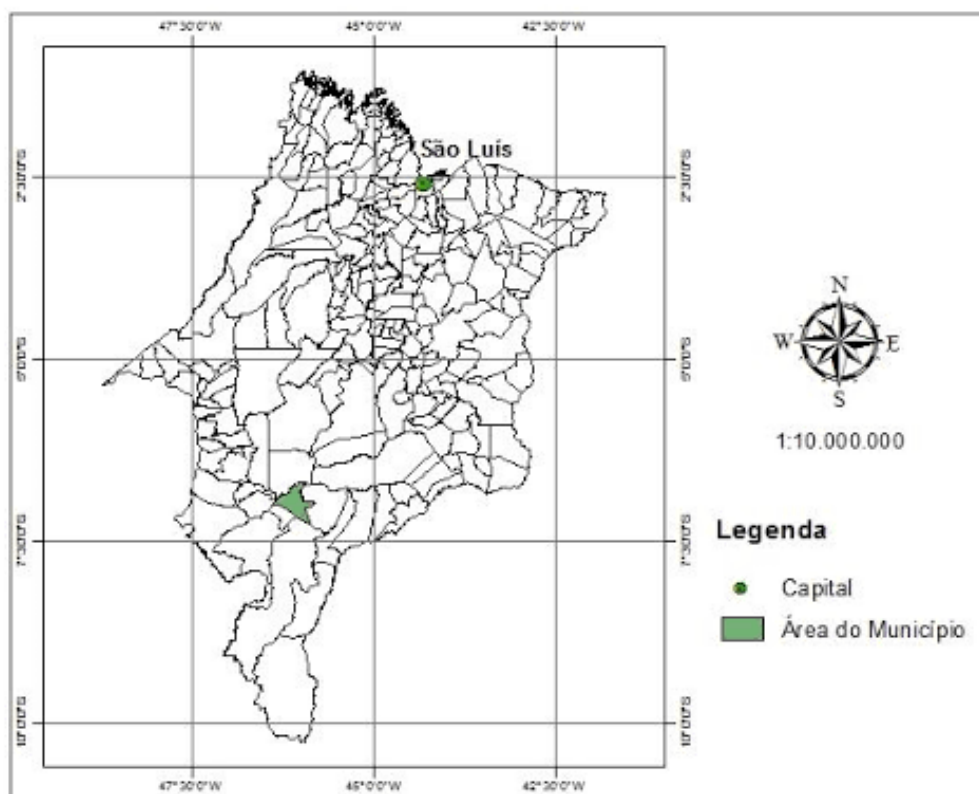 47°30'0"W 45°0'0"W 42°30'0"W
São Luís
2°30'0"S 2°30'0"S
5°0'0"S 5°0'0"S
7°30'0"S 7°30'0"S
10°0'0"S 10°0'0"S
47°30'0"W 45°0'0"W 42°30'0"W
N
W E
S
1:10.000.000
Legenda
Capital
Área do Município